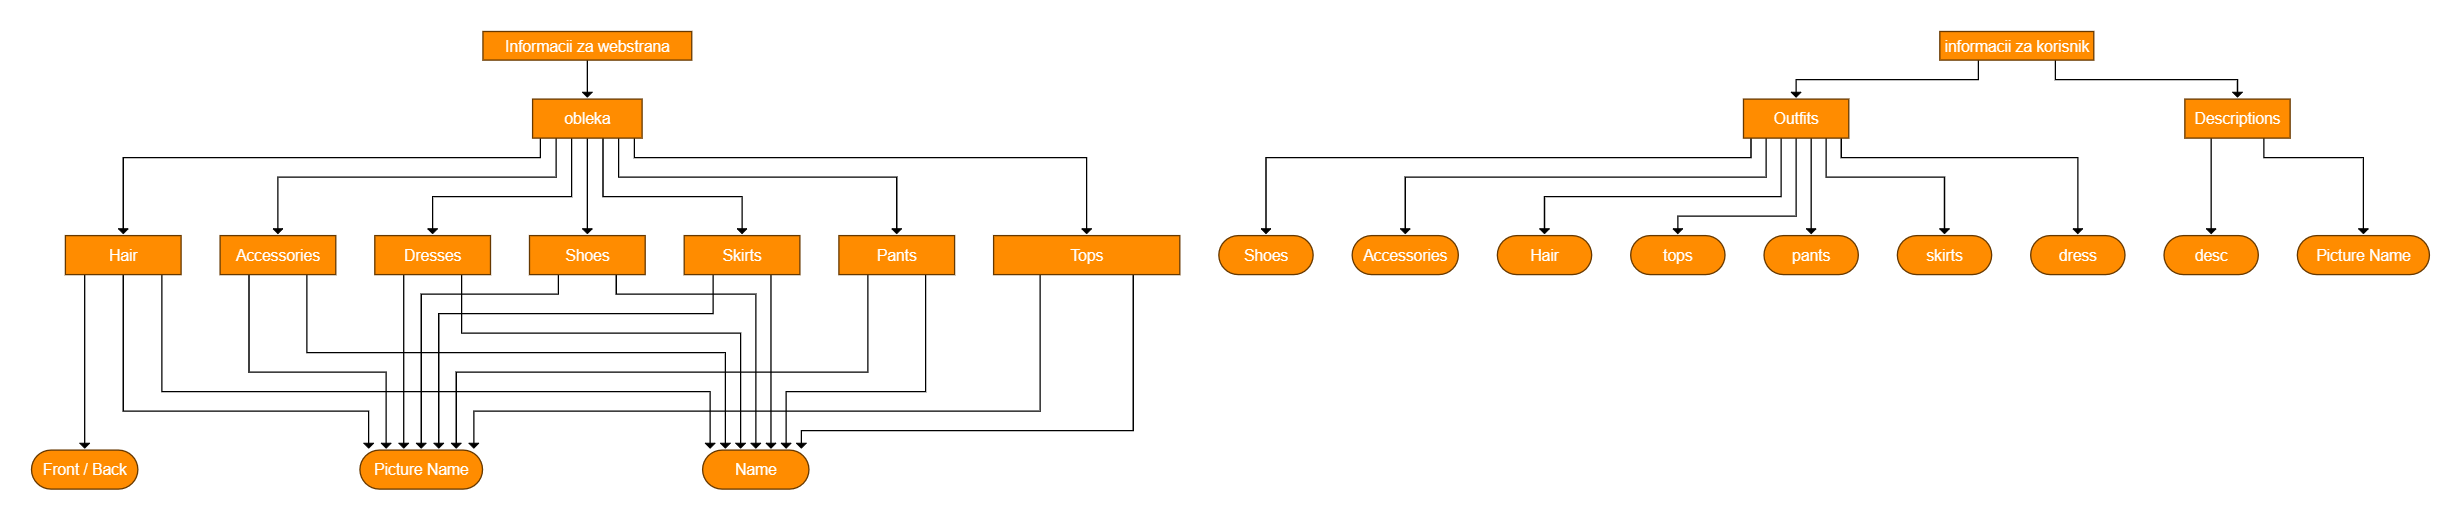 Informacii za webstrana
informacii za korisnik
obleka
Outfits
Descriptions
Hair
Accessories
Dresses
Shoes
Skirts
Pants
Tops
Shoes
Accessories
Hair
tops
pants
skirts
dress
desc
Picture Name
Front / Back
Picture Name
Name